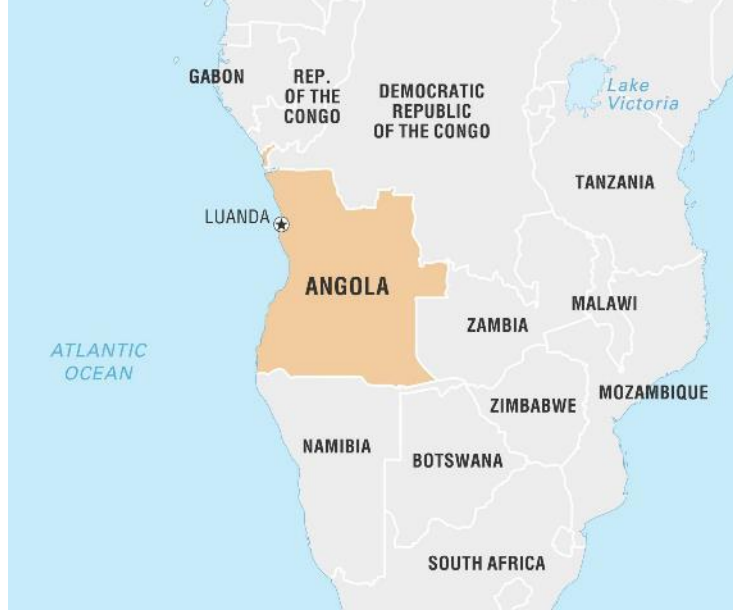 GABON
REP.
OF THE
CONGO
DEMOCRATIC
REPUBLIC
OF THE CONGO
Lake
Victoria
TANZANIA
LUANDA
ANGOLA
MALAWI
ZAMBIA
ATLANTIC
OCEAN
MOZAMBIQUE
ZIMBABWE
NAMIBIA
BOTSWANA
SOUTH AFRICA